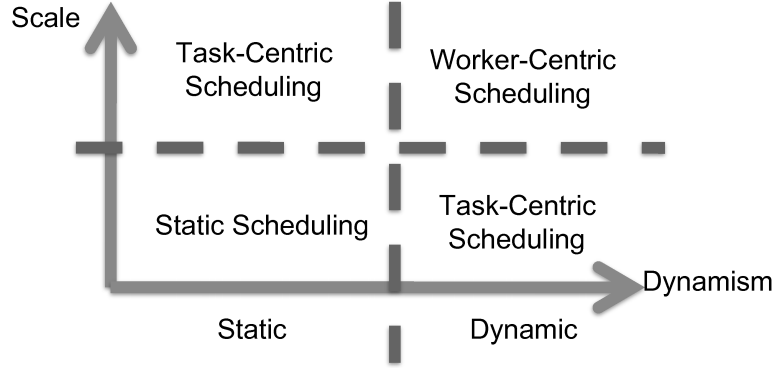 Scale
Task-Centric
Scheduling
Worker-Centric
Scheduling
Static Scheduling
Task-Centric
Scheduling
Dynamism
Static
Dynamic